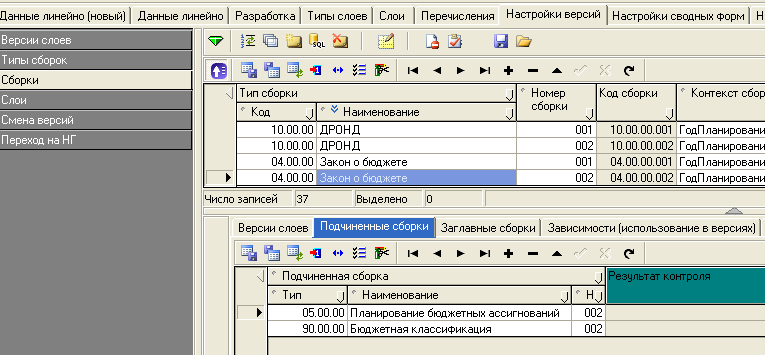 Данные линейно (новый) Данные линейно Разработка Типы слоев Слои Перечисления Настройки версий Настройки сводных форм Н
Версии слоев
Типы сборок
Сборки
Слои
Смена версий
Переход на НГ
SQL
Тип сборки Номер сборки Код сборки Контекст сбор
Код Наименование
10.00.00 ДРОНД 001 10.00.00.001 ГодПланировани
10.00.00 ДРОНД 002 10.00.00.002 ГодПланировани
04.00.00 Закон о бюджете 001 04.00.00.001 ГодПланировани
04.00.00 Закон о бюджете 002 04.00.00.002 ГодПланировани
Число записей 37 Выделено 0
Версии слоев Подчиненные сборки Заглавные сборки Зависимости (использование в версиях)
Подчиненная сборка Результат контроля
Тип Наименование Н
05.00.00 Планирование бюджетных ассигнований 002
90.00.00 Бюджетная классификация 002